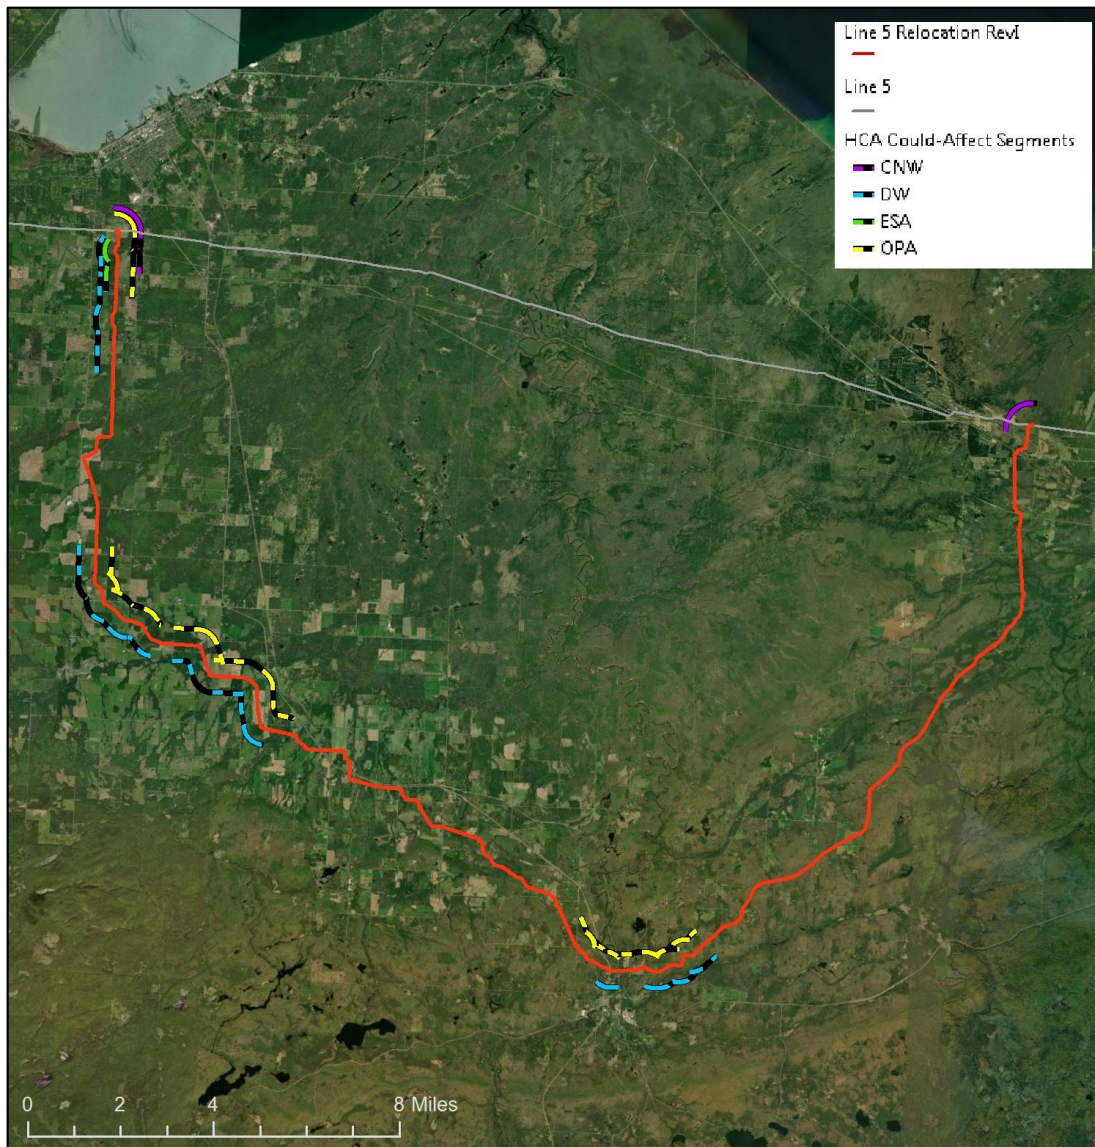 Line 5 Relocation RevI
Line 5
HCA Could-Affect Segments
CNW
DW
ESA
OPA
0 2 4 8 Miles